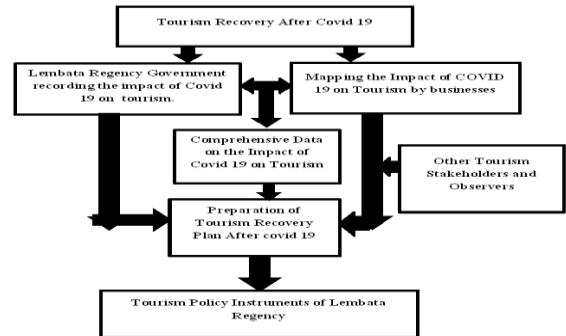 Tourism Recovery After Covid 19
Lembata Regency Government
recording the impact of Covid
19 on tourism.
Mapping the Impact of COVID
19 on Tourism by businesses
Comprehensive Data
on the Impact of
Covid 19 on Tourism
Other Tourism
Stakeholders and
Observers
Preparation of
Tourism Recovery
Plan After covid 19
Tourism Policy Instruments of Lembata
Regency